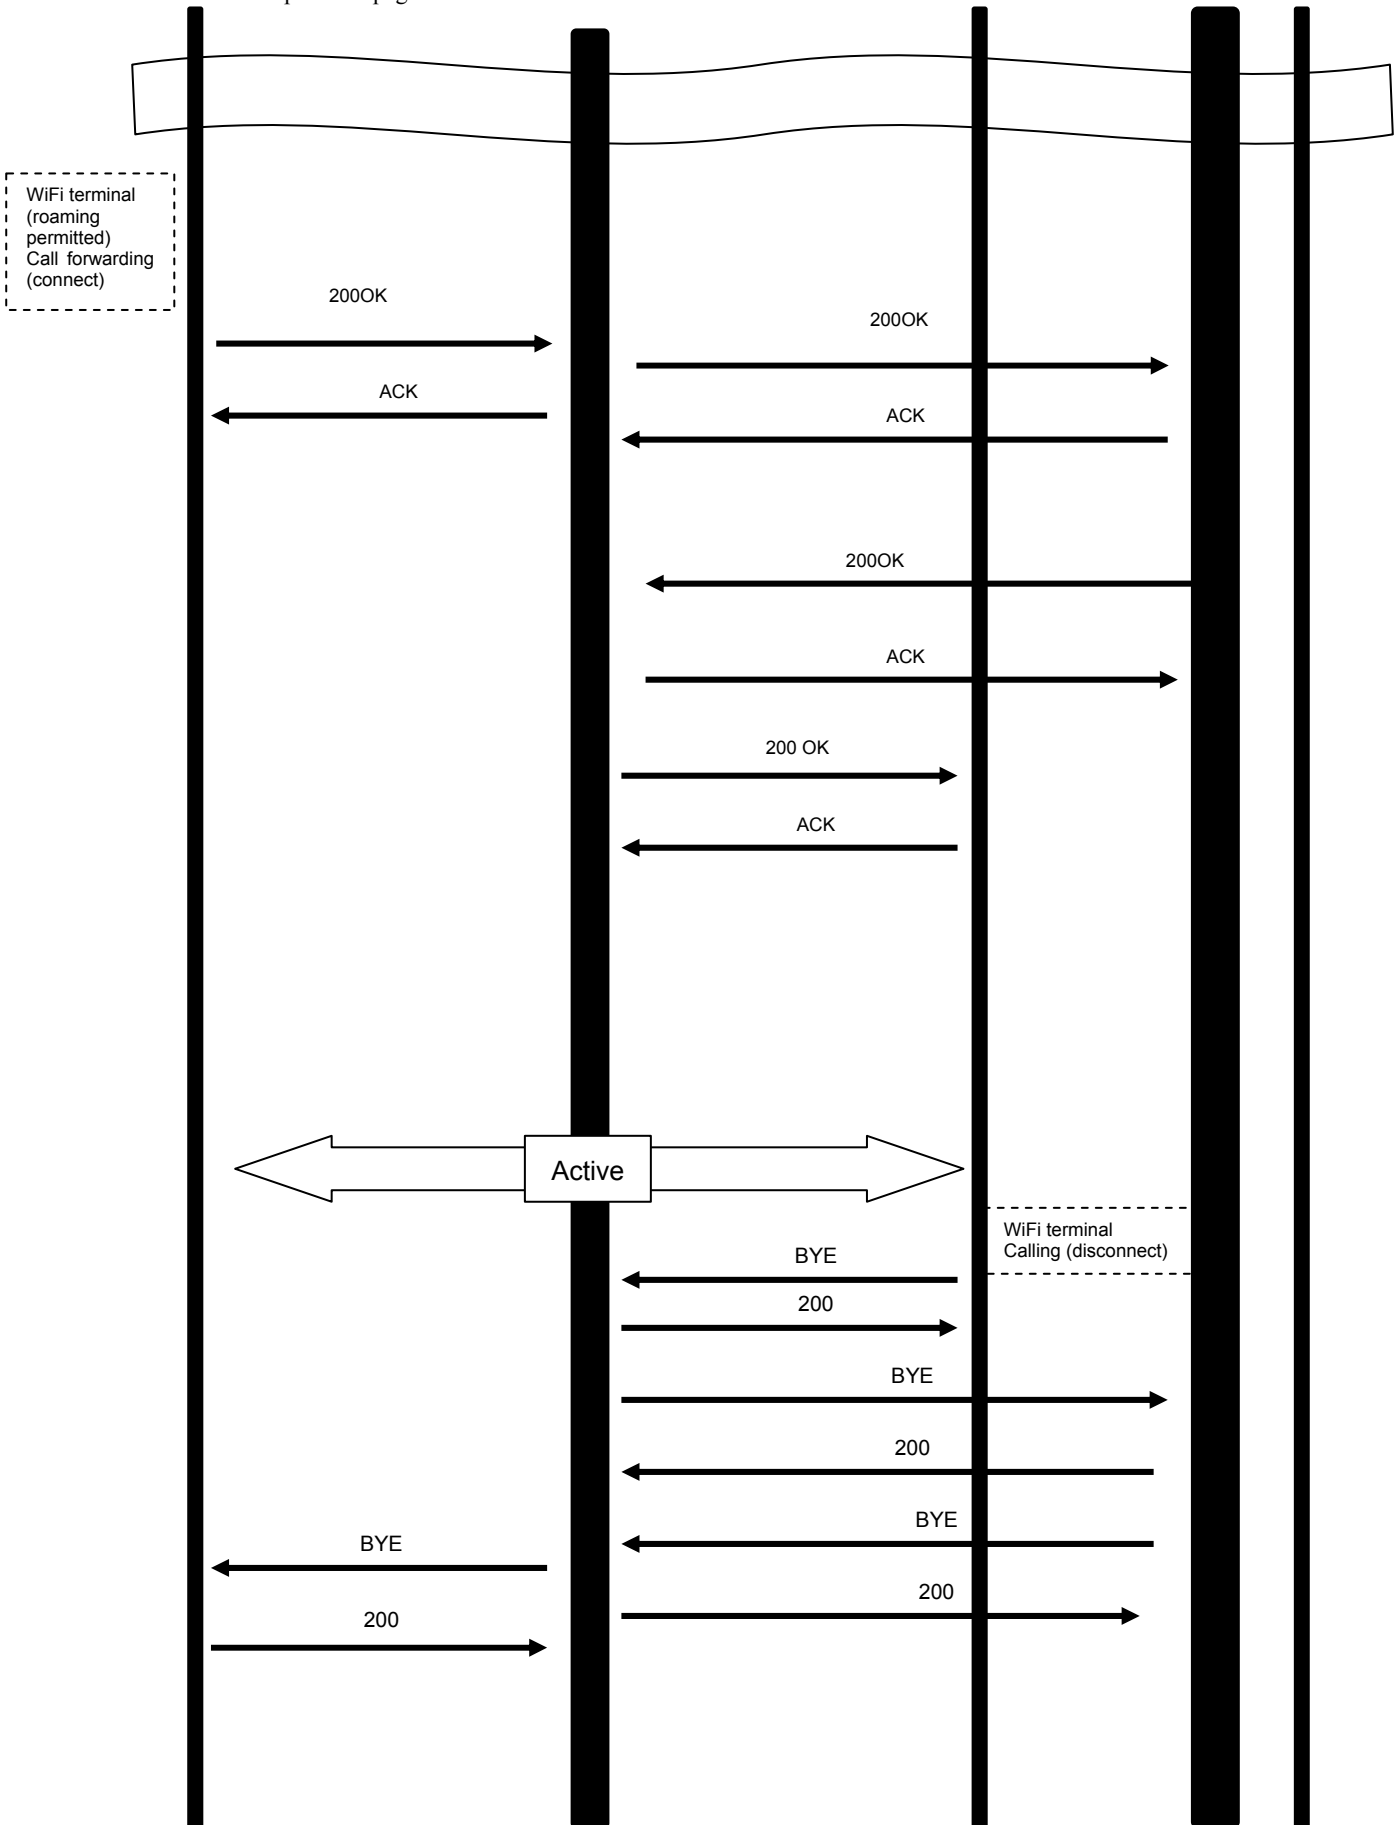 WiFi terminal
(roaming
permitted)
Call forwarding
(connect)
200OK
200OK
ACK
ACK
200OK
ACK
200 OK
ACK
Active
WiFi terminal
Calling (disconnect)
BYE
200
BYE
200
BYE
BYE
200
200